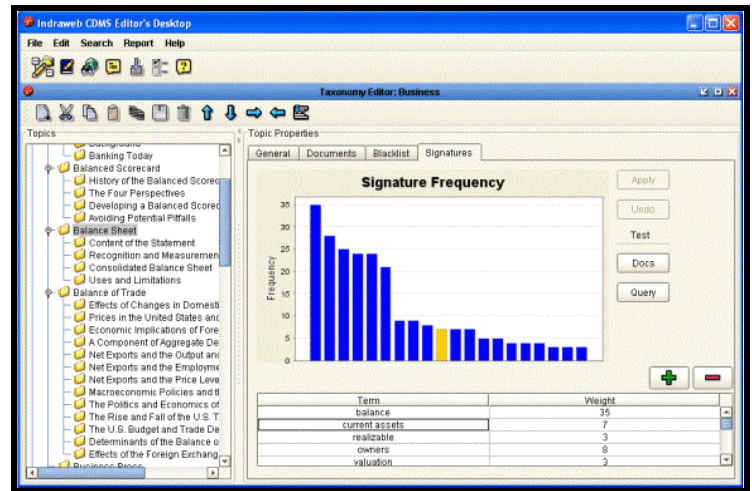 Indraweb CDMS Editor's Desktop
File Edit Search Report Help
Taxonomy Editor: Business
Topics
Background
Banking Today
Balanced Scorecard
History of the Balanced Scorec
The Four Perspectives
Developing a Balanced Scorec
Avoiding Potential Pitfalls
Balance Sheet
Content of the Statement
Recognition and Measuremen
Consolidated Balance Sheet
Uses and Limitations
Balance of Trade
Effects of Changes in Domesti
Prices in the United States and
Economic Implications of Fore
A Component of Aggregate De
Net Exports and the Output and
Net Exports and the Employme
Net Exports and the Price Leve
Macroeconomic Policies and t
The Politics and Economics of
The Rise and Fall of the U.S. T
The U.S. Budget and Trade De
Determinants of the Balance o
Effects of the Foreign Exchang
Business Press
Topic Properties
General Documents Blacklist Signatures
Signature Frequency
Frequency
35
30
25
20
15
10
5
0
Apply
Undo
Test
Docs
Query
Term Weight
balance 35
current assets 7
realizable 3
owners 8
valuation 3